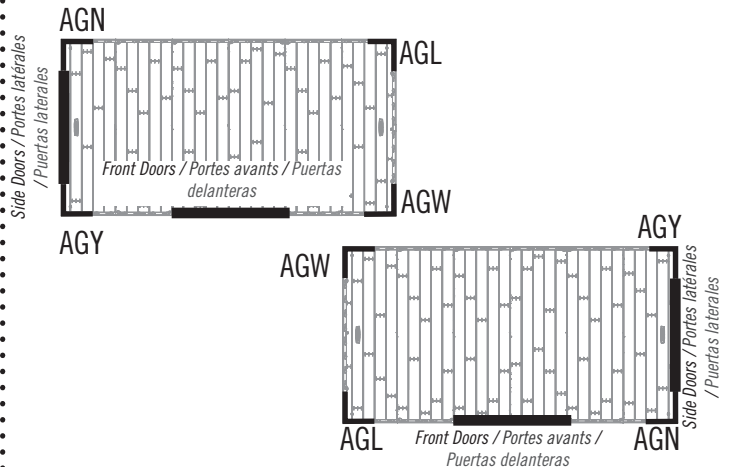 AGN
AGL
Side Doors / Portes latérales
/ Puertas laterales
Front Doors / Portes avants / Puertas
delanteras
AGW
AGY
AGY
AGW
Side Doors / Portes latérales
/ Puertas laterales
AGL
Front Doors / Portes avants /
Puertas delanteras
AGN